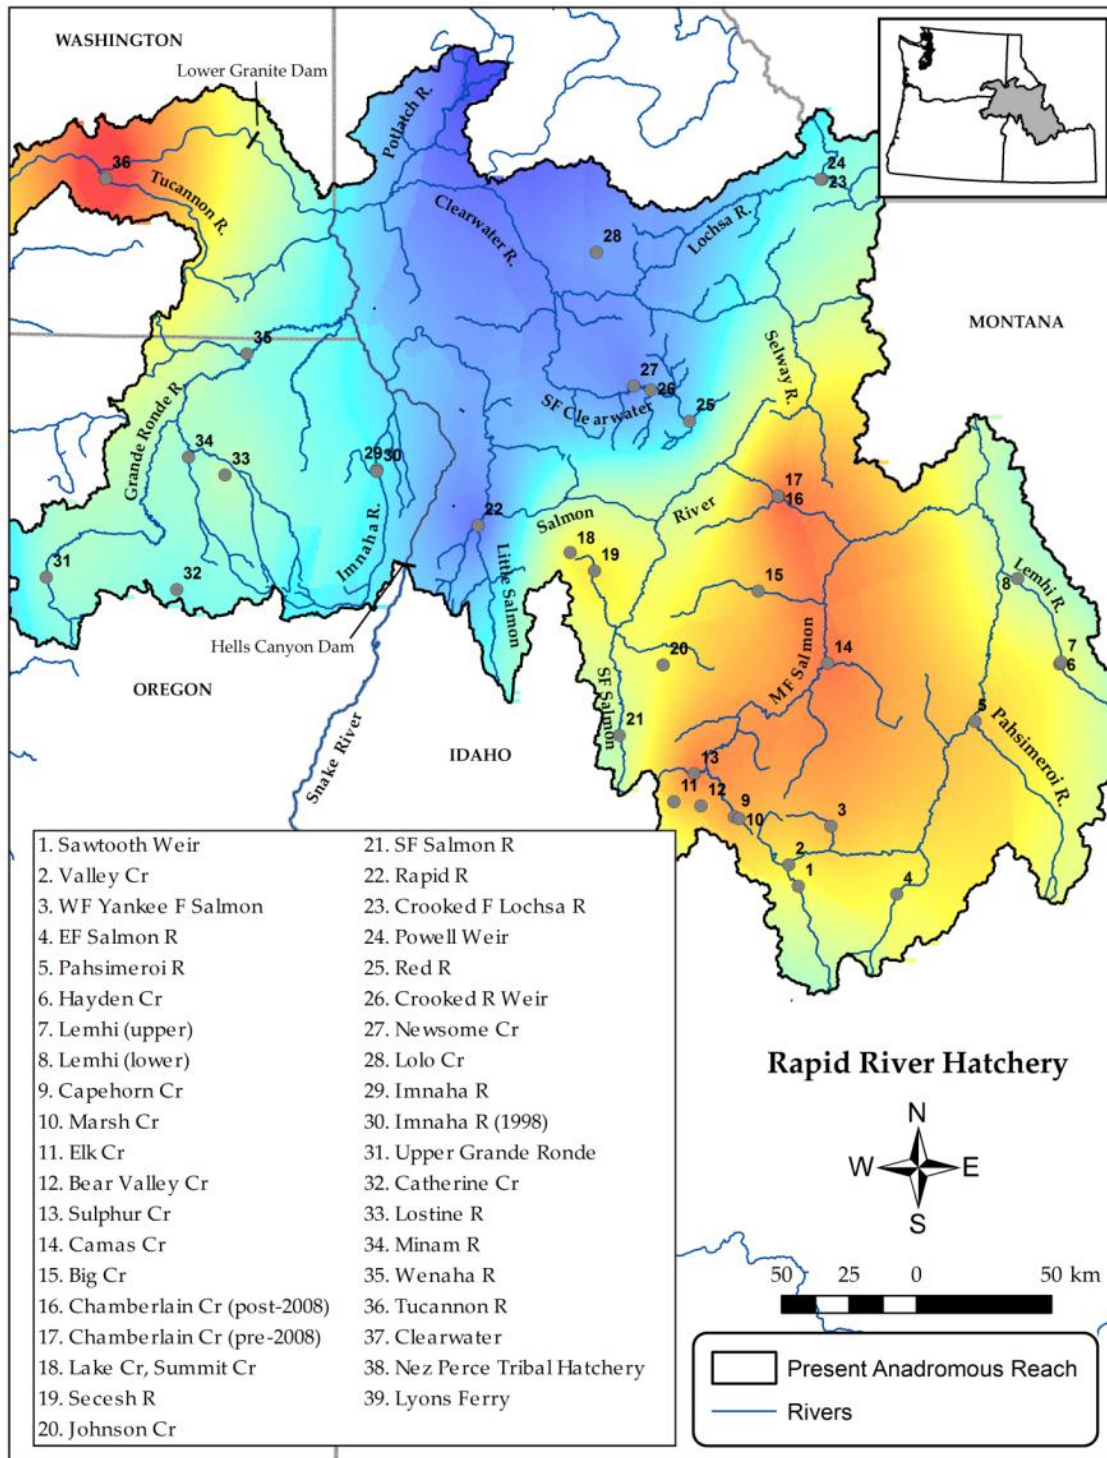 WASHINGTON
Lower Granite Dam
Potlatch R.
36
Tucannon R.
24
23
Clearwater R.
Lochsa R.
28
MONTANA
35
Selway R.
27
26
SF Clearwater
25
Grande Ronde R.
34
33
29
30
17
16
Imnaha R.
22
Salmon
River
18
19
31
32
Little Salmon
15
8
Lemhi R.
Hells Canyon Dam
20
MF Salmon
14
7
6
OREGON
SF Salmon
5
Pahsimeroi R.
21
IDAHO
Snake River
13
11
12
9
10
3
2
1
4
1. Sawtooth Weir
2. Valley Cr
3. WF Yankee F Salmon
4. EF Salmon R
5. Pahsimeroi R
6. Hayden Cr
7. Lemhi (upper)
8. Lemhi (lower)
9. Capehorn Cr
10. Marsh Cr
11. Elk Cr
12. Bear Valley Cr
13. Sulphur Cr
14. Camas Cr
15. Big Cr
16. Chamberlain Cr (post-2008)
17. Chamberlain Cr (pre-2008)
18. Lake Cr, Summit Cr
19. Secesh R
20. Johnson Cr
21. SF Salmon R
22. Rapid R
23. Crooked F Lochsa R
24. Powell Weir
25. Red R
26. Crooked R Weir
27. Newsome Cr
28. Lolo Cr
29. Imnaha R
30. Imnaha R (1998)
31. Upper Grande Ronde
32. Catherine Cr
33. Lostine R
34. Minam R
35. Wenaha R
36. Tucannon R
37. Clearwater
38. Nez Perce Tribal Hatchery
39. Lyons Ferry
Rapid River Hatchery
N
W E
S
50 25 0 50 km
Present Anadromous Reach
Rivers